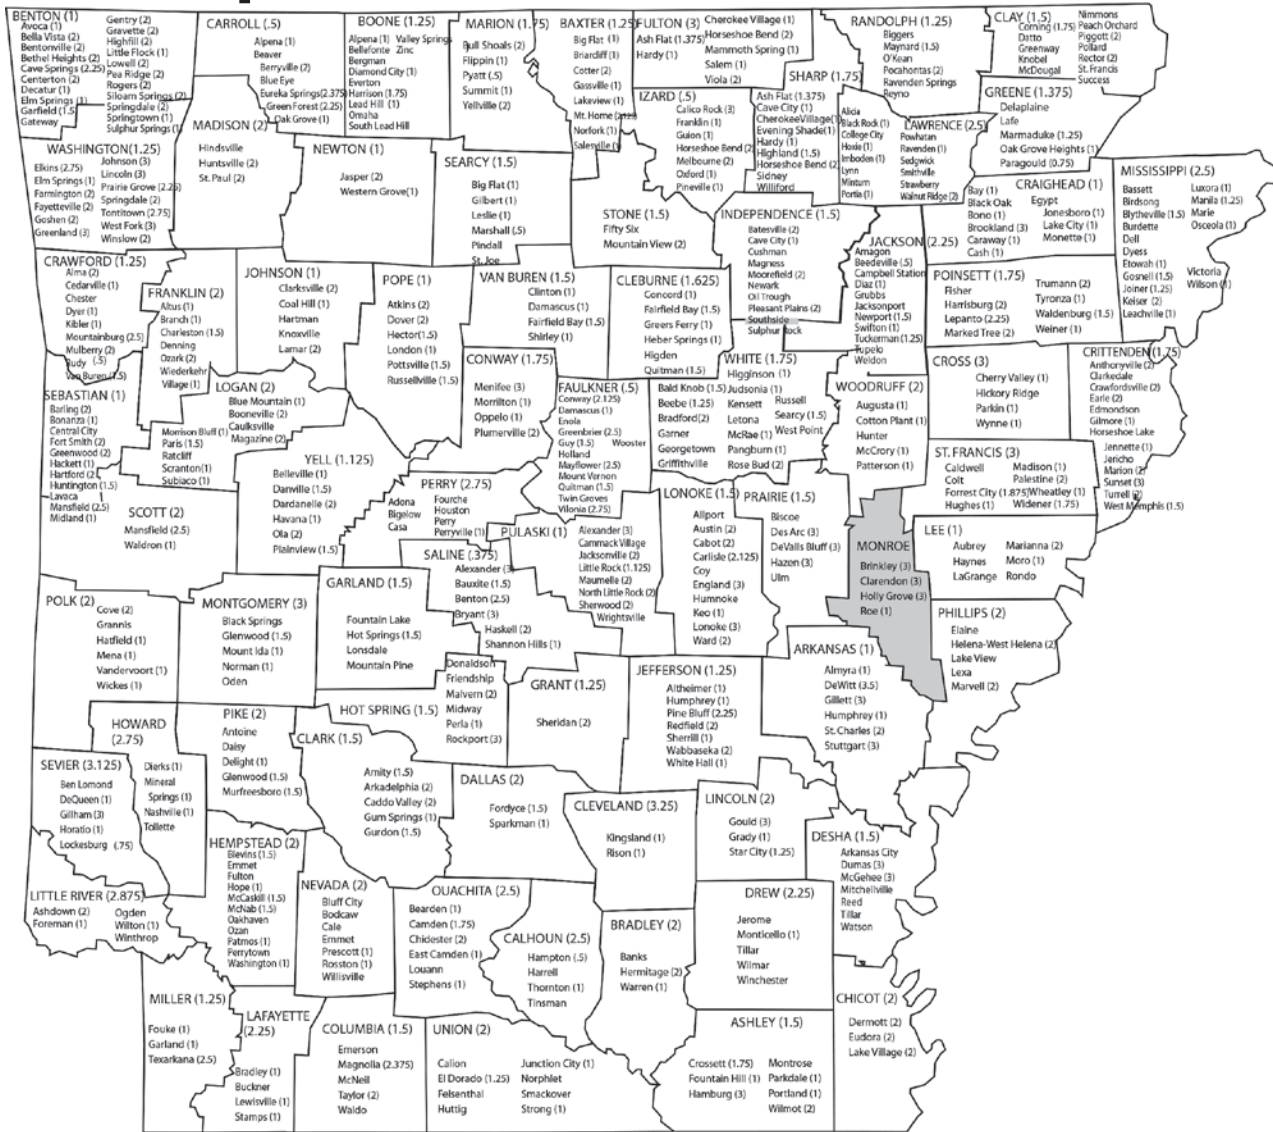 BENTON (1)
Avoca (1)
Bella Vista (2)
Bentonville (2)
Bethel Heights (2)
Cave Springs (2.25)
Centerton (2)
Decatur (1)
Elm Springs (1)
Garfield (1.5)
Gateway
Gentry (2)
Gravette (2)
Highfill (2)
Little Flock (1)
Lowell (2)
Pea Ridge (2)
Rogers (2)
Siloam Springs (2)
Springdale (2)
Springtown (1)
Sulphur Springs (1)
CARROLL (.5)
Alpena (1)
Beaver
Berryville (2)
Blue Eye
Eureka Springs(2.375)
Green Forest (2.25)
Oak Grove (1)
BOONE (1.25)
Alpena (1) Valley Springs
Bellefonte Zinc
Bergman
Diamond City (1)
Everton
Harrison (1.75)
Lead Hill (1)
Omaha
South Lead Hill
MARION (1.75)
Bull Shoals (2)
Flippin (1)
Pyatt (.5)
Summit (1)
Yellville (2)
BAXTER (1.25)
Big Flat (1)
Briarcliff (1)
Cotter (2)
Gassville (1)
Lakeview (1)
Mt. Home
Norfork (1)
Salesville
FULTON (3)
Ash Flat (1.375)
Hardy (1)
Cherokee Village (1)
Horseshoe Bend (2)
Mammoth Spring (1)
Salem (1)
Viola (2)
SHARP (1.75)
Ash Flat (1.375)
Cave City (1)
CherokeeVillage(1)
Evening Shade(1)
Hardy (1)
Highland (1.5)
Horseshoe Bend (2)
Sidney
Williford
RANDOLPH (1.25)
Biggers
Maynard (1.5)
O'Kean
Pocahontas (2)
Ravenden Springs
Reyno
CLAY (1.5)
Corning (1.75)
Datto
Greenway
Knobel
McDougal
Nimmons
Peach Orchard
Piggott (2)
Pollard
Rector (2)
St. Francis
Success
GREENE (1.375)
Delaplaine
Lafe
Marmaduke (1.25)
Oak Grove Heights(1)
Paragould (0.75)
IZARD (.5)
Calico Rock (3)
Franklin (1)
Guion (1)
Horseshoe Bend (2)
Melbourne (2)
Oxford (1)
Pineville (1)
LAWRENCE (2.5)
Alicia
Black Rock (1)
College City
Hoxie (1)
Imboden (1)
Lynn
Minturn
Portia (1)
Powhatan
Ravenden (1)
Sedgwick
Smithville
Strawberry
Walnut Ridge (2)
MADISON (2)
Hindsville
Huntsville (2)
St. Paul (2)
WASHINGTON(1.25)
Elkins (2.75)
Elm Springs (1)
Farmington (2)
Fayetteville (2)
Goshen (2)
Greenland (3)
Johnson (3)
Lincoln (3)
Prairie Grove (2.25)
Springdale (2)
Tontitown (2.75)
West Fork (3)
Winslow (2)
NEWTON (1)
Jasper (2)
Western Grove(1)
SEARCY (1.5)
Big Flat (1)
Gilbert (1)
Leslie (1)
Marshall (.5)
Pindall
St. Joe
STONE (1.5)
Fifty Six
Mountain View (2)
INDEPENDENCE (1.5)
Batesville (2)
Cave City (1)
Cushman
Magness
Moorefield (2)
Newark
Oil Trough
Pleasant Plains (2)
Southside
Sulphur Rock
CRAIGHEAD (1)
Bay (1)
Black Oak
Bono (1)
Brookland (3)
Caraway (1)
Cash (1)
Egypt
Jonesboro (1)
Lake City (1)
Monette (1)
MISSISSIPPI (2.5)
Bassett
Birdsong
Blytheville (1.5)
Burdette
Dell
Dyess
Etowah (1)
Gosnell (1.5)
Joiner (1.25)
Keiser (2)
Leachville (1)
Luxora (1)
Manila (1.25)
Marie
Osceola (1)
Victoria
Wilson (1)
JACKSON (2.25)
Amagon
Beedeville (.5)
Campbell Station
Diaz (1)
Grubbs
Jacksonport
Newport (1.5)
Swifton (1)
Tuckerman (1.25)
Tupelo
Weldon
POINSETT (1.75)
Fisher
Harrisburg (2)
Lepanto (2.25)
Marked Tree (2)
Trumann (2)
Tyronza (1)
Waldenburg (1.5)
Weiner (1)
CRAWFORD (1.25)
Alma (2)
Cedarville (1)
Chester
Dyer (1)
Kibler (1)
Mountainburg (2.5)
Mulberry (2)
Rudy (.5)
Van Buren (1.5)
FRANKLIN (2)
Altus (1)
Branch (1)
Charleston (1.5)
Denning
Ozark (2)
Wiederkehr
Village (1)
JOHNSON (1)
Clarksville (2)
Coal Hill (1)
Hartman
Knoxville
Lamar (2)
POPE (1)
Atkins (2)
Dover (2)
Hector(1.5)
London (1)
Pottsville (1.5)
Russellville (1.5)
VAN BUREN (1.5)
Clinton (1)
Damascus (1)
Fairfield Bay (1.5)
Shirley (1)
CLEBURNE (1.625)
Concord (1)
Fairfield Bay (1.5)
Greers Ferry (1)
Heber Springs (1)
Higden
Quitman (1.5)
CONWAY (1.75)
Menifee (3)
Morrilton (1)
Oppelo (1)
Plumerville (2)
FAULKNER (.5)
Conway (2.125)
Damascus (1)
Enola
Greenbrier (2.5)
Guy (1.5) Wooster
Holland
Mayflower (2.5)
Mount Vernon
Quitman (1.5)
Twin Groves
Vilonia (2.75)
WHITE (1.75)
Bald Knob (1.5)
Beebe (1.25)
Bradford(2)
Garner
Georgetown
Griffithville
Higginson (1)
Judsonia (1)
Kensett
Letona
McRae (1)
Pangburn (1)
Rose Bud (2)
Russell
Searcy (1.5)
West Point
WOODRUFF (2)
Augusta (1)
Cotton Plant (1)
Hunter
McCrory (1)
Patterson (1)
CROSS (3)
Cherry Valley (1)
Hickory Ridge
Parkin (1)
Wynne (1)
CRITTENDEN (1.75)
Anthonyville (2)
Clarkedale
Crawfordsville (2)
Earle (2)
Edmondson
Gilmore (1)
Horseshoe Lake
Jennette (1)
Jericho
Marion (2)
Sunset (3)
Turrell
West Memphis (1.5)
ST. FRANCIS (3)
Caldwell
Colt
Forrest City (1.875)
Hughes (1)
Madison (1)
Palestine (2)
Wheatley (1)
Widener (1.75)
SEBASTIAN (1)
Barling (2)
Bonanza (1)
Central City
Fort Smith (2)
Greenwood (2)
Hackett (1)
Hartford (2)
Huntington (1.5)
Lavaca
Mansfield (2.5)
Midland (1)
LOGAN (2)
Blue Mountain (1)
Booneville (2)
Caulksville
Magazine (2)
Morrison Bluff (1)
Paris (1.5)
Ratcliff
Scranton(1)
Subiaco (1)
YELL (1.125)
Belleville (1)
Danville (1.5)
Dardanelle (2)
Havana (1)
Ola (2)
Plainview (1.5)
SCOTT (2)
Mansfield (2.5)
Waldron (1)
PERRY (2.75)
Adona
Bigelow
Casa
Fourche
Houston
Perry
Perryville (1)
PULASKI (1)
Alexander (3)
Cammack Village
Jacksonville (2)
Little Rock (1.125)
Maumelle (2)
North Little Rock (2)
Sherwood (2)
Wrightsville
LONOKE (1.5)
Allport
Austin (2)
Cabot (2)
Carlisle (2.125)
Coy
England (3)
Humnoke
Keo (1)
Lonoke (3)
Ward (2)
PRAIRIE (1.5)
Biscoe
Des Arc (3)
DeValls Bluff (3)
Hazen (3)
Ulm
MONROE
Brinkley (3)
Clarendon (3)
Holly Grove (3)
Roe (1)
LEE (1)
Aubrey
Haynes
LaGrange
Marianna (2)
Moro (1)
Rondo
PHILLIPS (2)
Elaine
Helena-West Helena (2)
Lake View
Lexa
Marvell (2)
SALINE (.375)
Alexander (3)
Bauxite (1.5)
Benton (2.5)
Bryant (3)
Haskell (2)
Shannon Hills (1)
GARLAND (1.5)
Fountain Lake
Hot Springs (1.5)
Lonsdale
Mountain Pine
POLK (2)
Cove (2)
Grannis
Hatfield (1)
Mena (1)
Vandervoort (1)
Wickes (1)
MONTGOMERY (3)
Black Springs
Glenwood (1.5)
Mount Ida (1)
Norman (1)
Oden
HOT SPRING (1.5)
Donaldson
Friendship
Malvern (2)
Midway
Perla (1)
Rockport (3)
GRANT (1.25)
Sheridan (2)
JEFFERSON (1.25)
Altheimer (1)
Humphrey (1)
Pine Bluff (2.25)
Redfield (2)
Sherrill (1)
Wabbaseka (2)
White Hall (1)
ARKANSAS (1)
Almyra (1)
DeWitt (3.5)
Gillett (3)
Humphrey (1)
St. Charles (2)
Stuttgart (3)
HOWARD
(2.75)
Dierks (1)
Mineral
Springs (1)
Nashville (1)
Tollette
PIKE (2)
Antoine
Daisy
Delight (1)
Glenwood (1.5)
Murfreesboro (1.5)
CLARK (1.5)
Amity (1.5)
Arkadelphia (2)
Caddo Valley (2)
Gum Springs (1)
Gurdon (1.5)
SEVIER (3.125)
Ben Lomond
DeQueen (1)
Gillham (3)
Horatio (1)
Lockesburg (.75)
DALLAS (2)
Fordyce (1.5)
Sparkman (1)
CLEVELAND (3.25)
Kingsland (1)
Rison (1)
LINCOLN (2)
Gould (3)
Grady (1)
Star City (1.25)
DESHA (1.5)
Arkansas City
Dumas (3)
McGehee (3)
Mitchellville
Reed
Tillar
Watson
HEMPSTEAD (2)
Blevins (1.5)
Emmet
Fulton
Hope (1)
McCaskill (1.5)
McNab (1.5)
Oakhaven
Ozan
Patmos (1)
Perrytown
Washington (1)
LITTLE RIVER (2.875)
Ashdown (2)
Foreman (1)
Ogden
Wilton (1)
Winthrop
NEVADA (2)
Bluff City
Bodcaw
Cale
Emmet
Prescott (1)
Rosston (1)
Willisville
OUACHITA (2.5)
Bearden (1)
Camden (1.75)
Chidester (2)
East Camden (1)
Louann
Stephens (1)
CALHOUN (2.5)
Hampton (.5)
Harrell
Thornton (1)
Tinsman
BRADLEY (2)
Banks
Hermitage (2)
Warren (1)
DREW (2.25)
Jerome
Monticello (1)
Tillar
Wilmar
Winchester
MILLER (1.25)
Fouke (1)
Garland (1)
Texarkana (2.5)
LAFAYETTE
(2.25)
Bradley (1)
Buckner
Lewisville (1)
Stamps (1)
COLUMBIA (1.5)
Emerson
Magnolia (2.375)
McNeil
Taylor (2)
Waldo
UNION (2)
Calion
El Dorado (1.25)
Felsenthal
Huttig
Junction City (1)
Norphlet
Smackover
Strong (1)
ASHLEY (1.5)
Crossett (1.75)
Fountain Hill (1)
Hamburg (3)
Montrose
Parkdale (1)
Portland (1)
Wilmot (2)
CHICOT (2)
Dermott (2)
Eudora (2)
Lake Village (2)